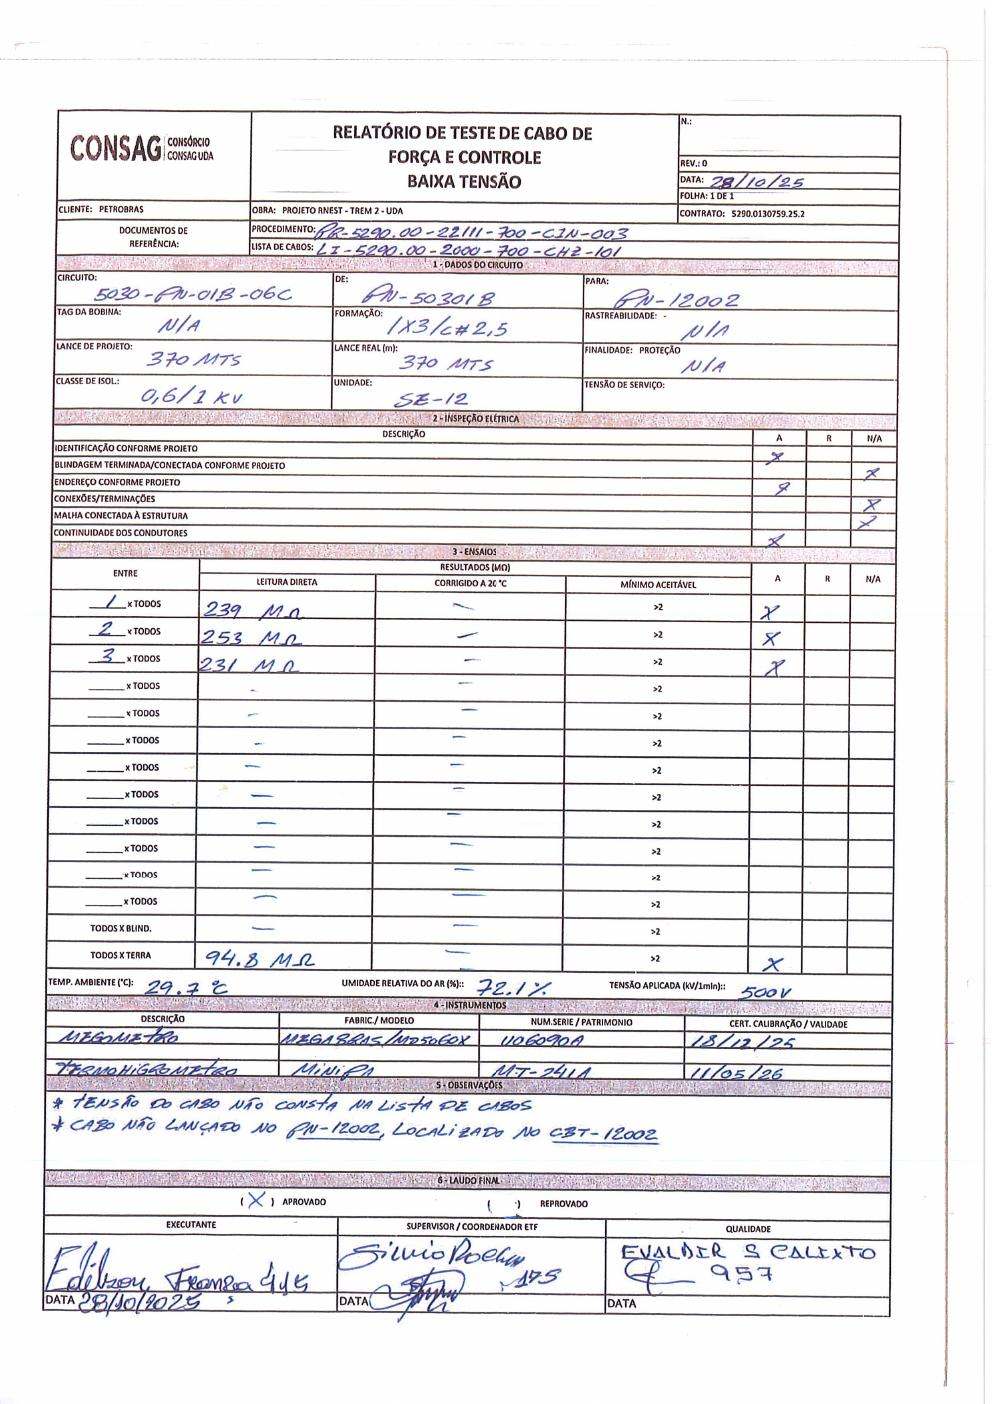 CONSAG CONSÓRCIO CONSAG UDA
RELATÓRIO DE TESTE DE CABO DE
FORÇA E CONTROLE
BAIXA TENSÃO
N.:
REV.: 0
DATA: 28/10/25
FOLHA: 1 DE 1
CLIENTE: PETROBRAS
OBRA: PROJETO RNEST - TREM 2 - UDA
CONTRATO: 5290.0130759.25.2
DOCUMENTOS DE REFERÊNCIA:
PROCEDIMENTO: PR-5290.00-22111-700-C1N-003
LISTA DE CABOS: LI-5290.00-2000-700-CHZ-101
1 - DADOS DO CIRCUITO
CIRCUITO: 5030-PN-01B-06C
DE: PN-50301B
PARA: PN-12002
TAG DA BOBINA: N/A
FORMAÇÃO: 1X3/C#2,5
RASTREABILIDADE: - N/A
LANCE DE PROJETO: 370 MTS
LANCE REAL (m): 370 MTS
FINALIDADE: PROTEÇÃO N/A
CLASSE DE ISOL.: 0,6/1 KV
UNIDADE: SE-12
TENSÃO DE SERVIÇO:
2 - INSPEÇÃO ELÉTRICA
DESCRIÇÃO A R N/A
IDENTIFICAÇÃO CONFORME PROJETO X
BLINDAGEM TERMINADA/CONECTADA CONFORME PROJETO X
ENDEREÇO CONFORME PROJETO X
CONEXÕES/TERMINAÇÕES X
MALHA CONECTADA À ESTRUTURA X
CONTINUIDADE DOS CONDUTORES X
3 - ENSAIOS
ENTRE RESULTADOS (MΩ) A R N/A
LEITURA DIRETA CORRIGIDO A 20 °C MÍNIMO ACEITÁVEL
1 x TODOS 239 MΩ - >2 X
2 x TODOS 253 MΩ - >2 X
3 x TODOS 231 MΩ - >2 X
______ x TODOS - - >2
______ x TODOS - - >2
______ x TODOS - - >2
______ x TODOS - - >2
______ x TODOS - - >2
______ x TODOS - - >2
______ x TODOS - - >2
______ x TODOS - - >2
______ x TODOS - - >2
TODOS X BLIND. - - >2
TODOS X TERRA 94.8 MΩ - >2 X
TEMP. AMBIENTE (°C): 29.7 °C UMIDADE RELATIVA DO AR (%):: 72.1% TENSÃO APLICADA (kV/1min):: 500V
4 - INSTRUMENTOS
DESCRIÇÃO FABRIC./ MODELO NUM.SERIE / PATRIMONIO CERT. CALIBRAÇÃO / VALIDADE
MEGOMETRO MEGABRAS/MD5060X UO6090A 18/12/25
TERMOHIGROMETRO MINIPA MT-241A 11/05/26
5 - OBSERVAÇÕES
* TENSÃO DO CABO NÃO CONSTA NA LISTA DE CABOS
* CABO NÃO LANÇADO NO PN-12002, LOCALIZADO NO CBT-12002
6 - LAUDO FINAL
( X ) APROVADO ( ) REPROVADO
EXECUTANTE SUPERVISOR / COORDENADOR ETF QUALIDADE
EVALDER S CALIXTO
957
DATA 28/10/2025 DATA DATA